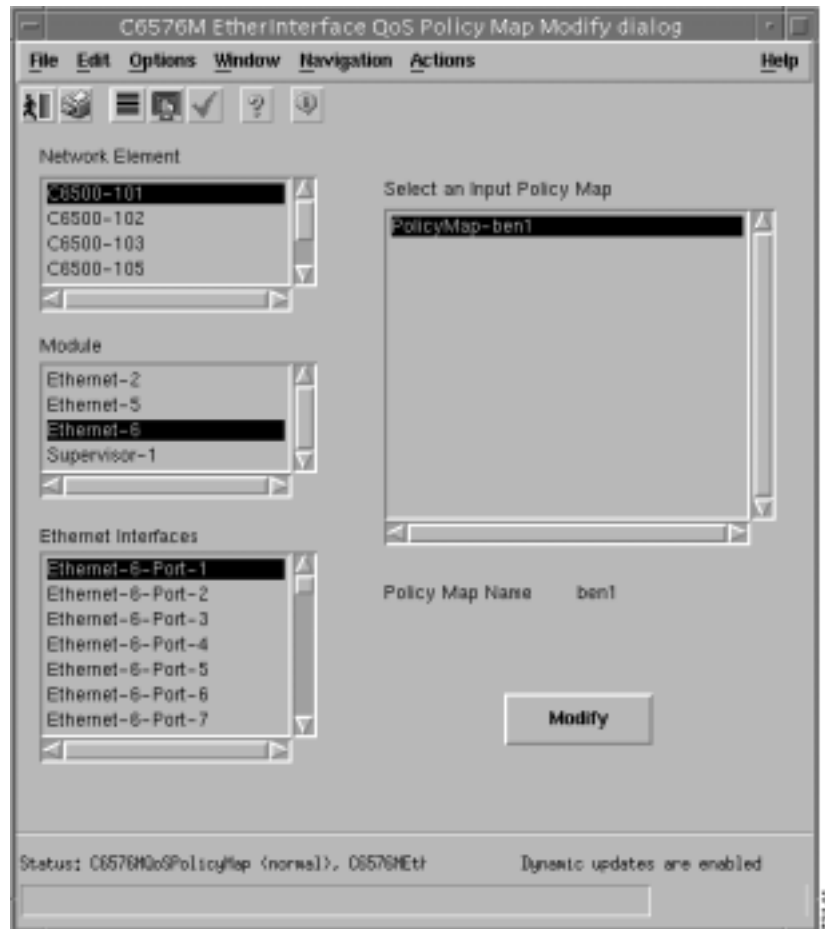 C6576M EtherInterface QoS Policy Map Modify dialog
File Edit Options Window Navigation Actions Help
Network Element
C6500-101
C6500-102
C6500-103
C6500-105
Module
Ethernet-2
Ethernet-5
Ethernet-6
Supervisor-1
Ethernet Interfaces
Ethernet-6-Port-1
Ethernet-6-Port-2
Ethernet-6-Port-3
Ethernet-6-Port-4
Ethernet-6-Port-5
Ethernet-6-Port-6
Ethernet-6-Port-7
Select an Input Policy Map
PolicyMap-ben1
Policy Map Name ben1
Modify
Status: C6576MQoSPolicyMap (normal), C6576MEtH Dynamic updates are enabled